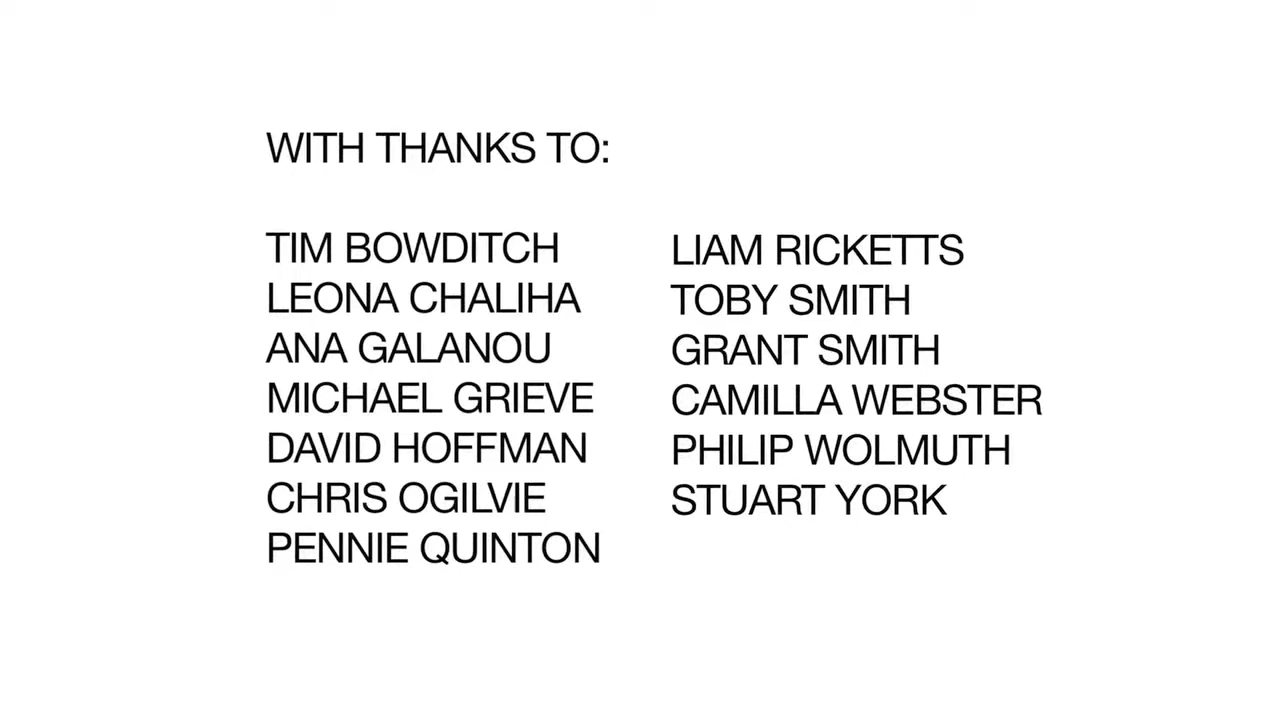 WITH THANKS TO:
TIM BOWDITCH
LEONA CHALIHA
ANA GALANOU
MICHAEL GRIEVE
DAVID HOFFMAN
CHRIS OGILVIE
PENNIE QUINTON
LIAM RICKETTS
TOBY SMITH
GRANT SMITH
CAMILLA WEBSTER
PHILIP WOLMUTH
STUART YORK